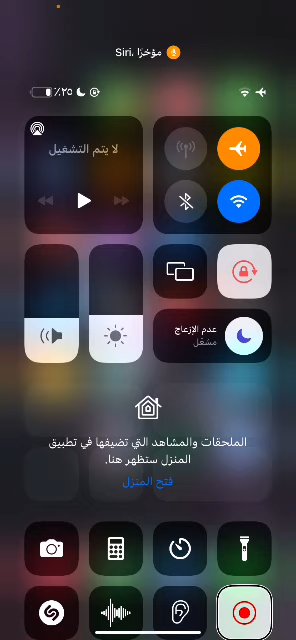 مؤخرًا، Siri
٪٢٥
لا يتم التشغيل
عدم الإزعاج
مشغل
الملحقات والمشاهد التي تضيفها في تطبيق
المنزل ستظهر هنا.
فتح المنزل